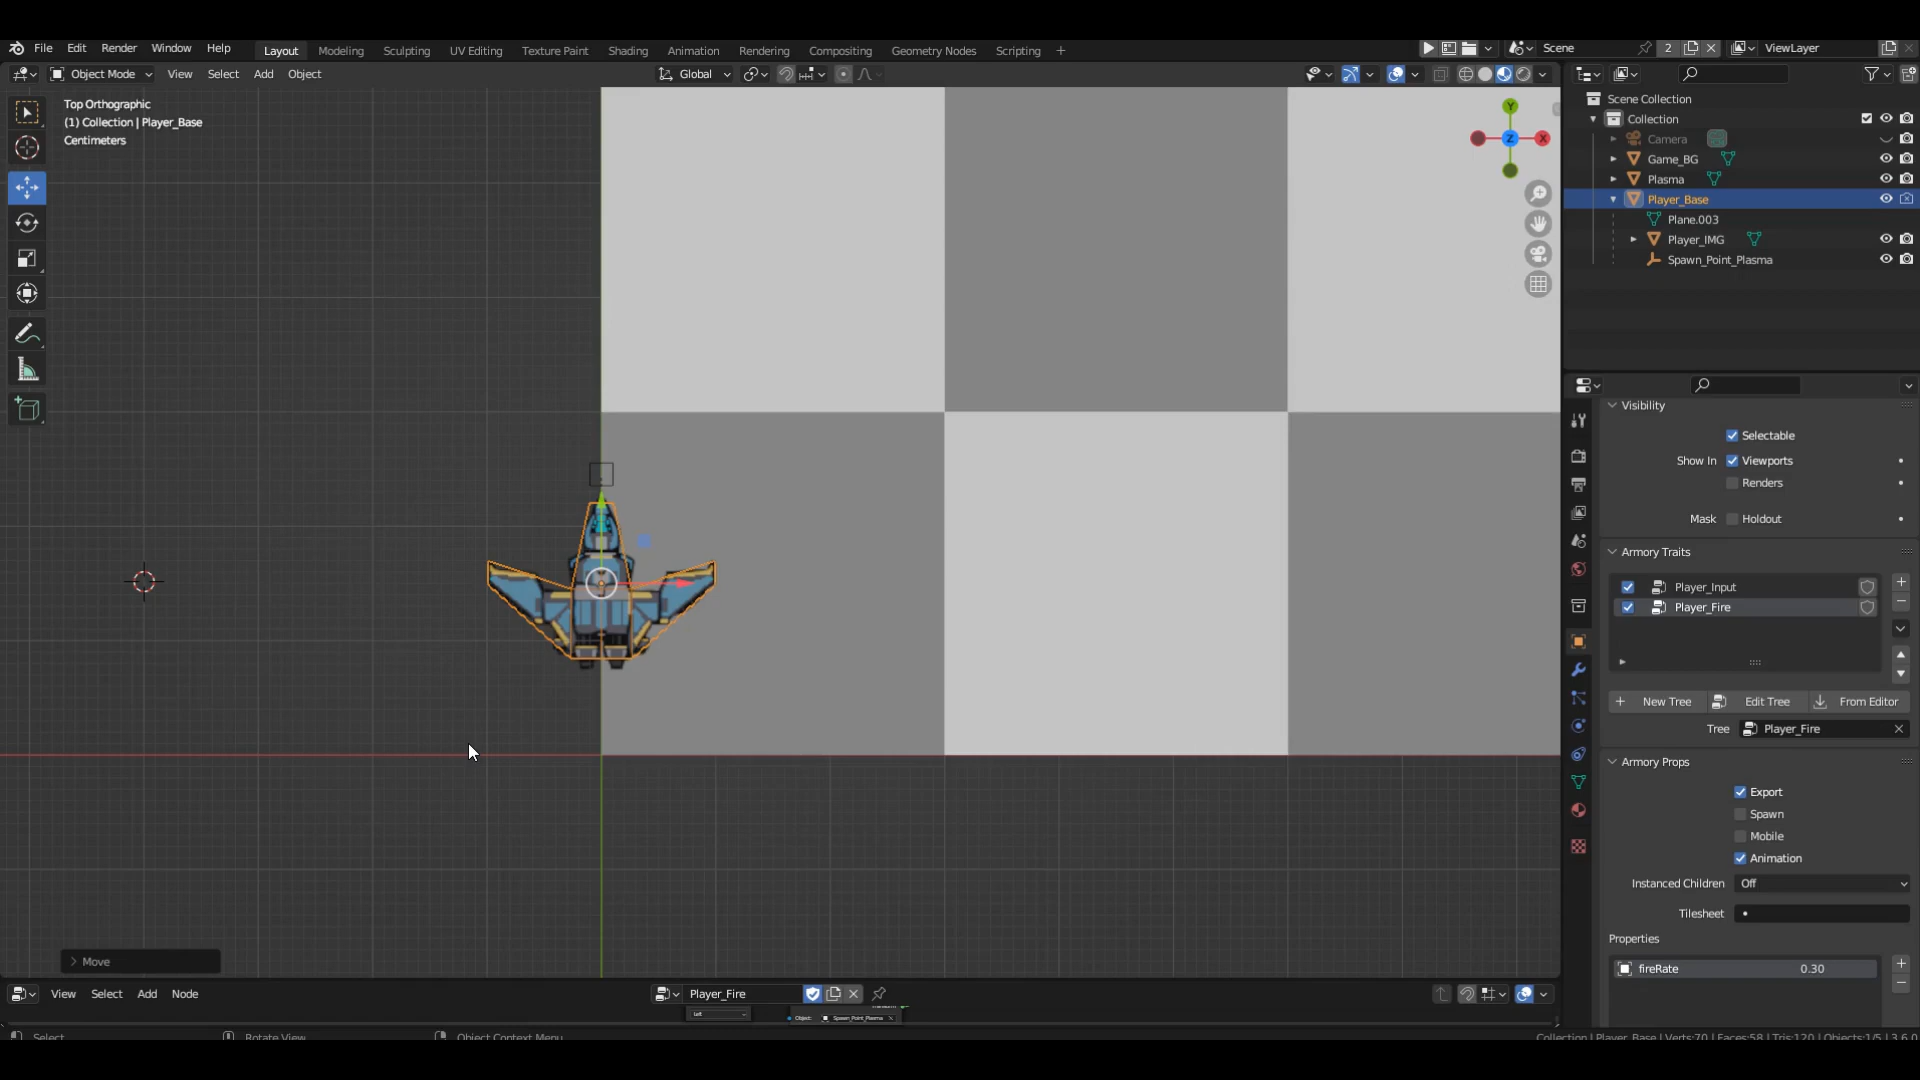 File Edit Render Window Help Layout Modeling Sculpting UV Editing Texture Paint Shading Animation Rendering Compositing Geometry Nodes Scripting + Scene 2 ViewLayer
Object Mode View Select Add Object Global
Top Orthographic
(1) Collection | Player_Base
Centimeters
Y
Z
X
Scene Collection
Collection
Camera
Game_BG
Plasma
Player_Base
Plane.003
Player_IMG
Spawn_Point_Plasma
Visibility
Selectable
Show In Viewports
Renders
Mask Holdout
Armory Traits
Player_Input
Player_Fire
New Tree Edit Tree From Editor
Tree Player_Fire
Armory Props
Export
Spawn
Mobile
Animation
Instanced Children Off
Tilesheet
Properties
fireRate 0.30
Move
View Select Add Node Player_Fire
Left Object: Spawn_Point_Plasma
Select Rotate View Object Context Menu Collection | Player_Base | Verts:70 | Faces:58 | Tris:120 | Objects:1/5 | 3.6.0